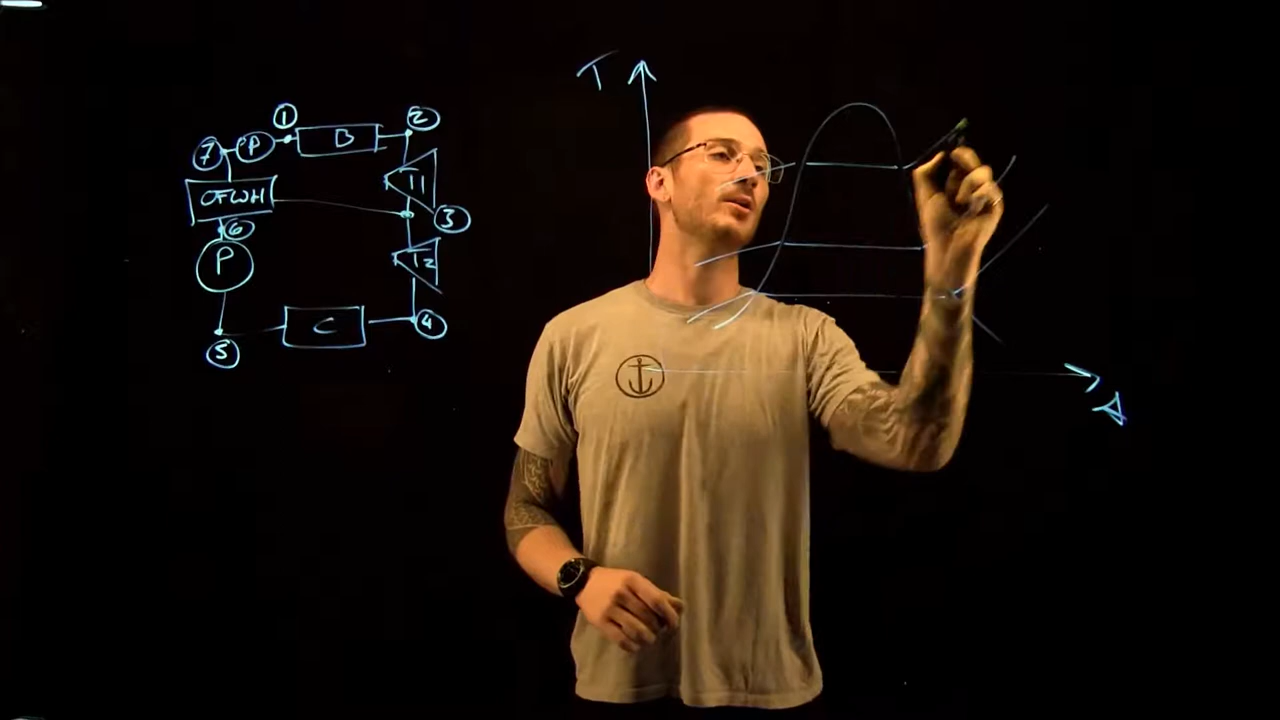 T
① B ②
⑦ P
OFWH T1
③
⑥
P T2
C ④
⑤
A